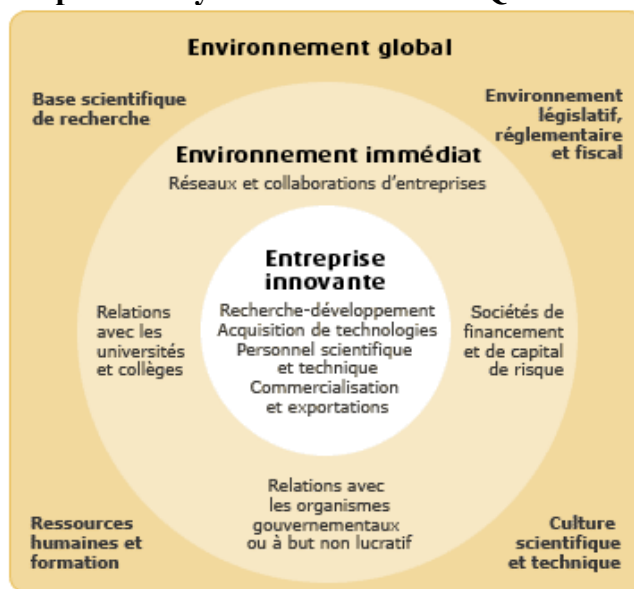 Environnement global
Base scientifique
de recherche
Environnement
législatif,
réglementaire
et fiscal
Environnement immédiat
Réseaux et collaborations d'entreprises
Entreprise
innovante
Recherche-développement
Acquisition de technologies
Personnel scientifique
et technique
Commercialisation
et exportations
Relations
avec les
universités
et collèges
Sociétés de
financement
et de capital
de risque
Relations avec
les organismes
gouvernementaux
ou à but non lucratif
Ressources
humaines et
formation
Culture
scientifique
et technique